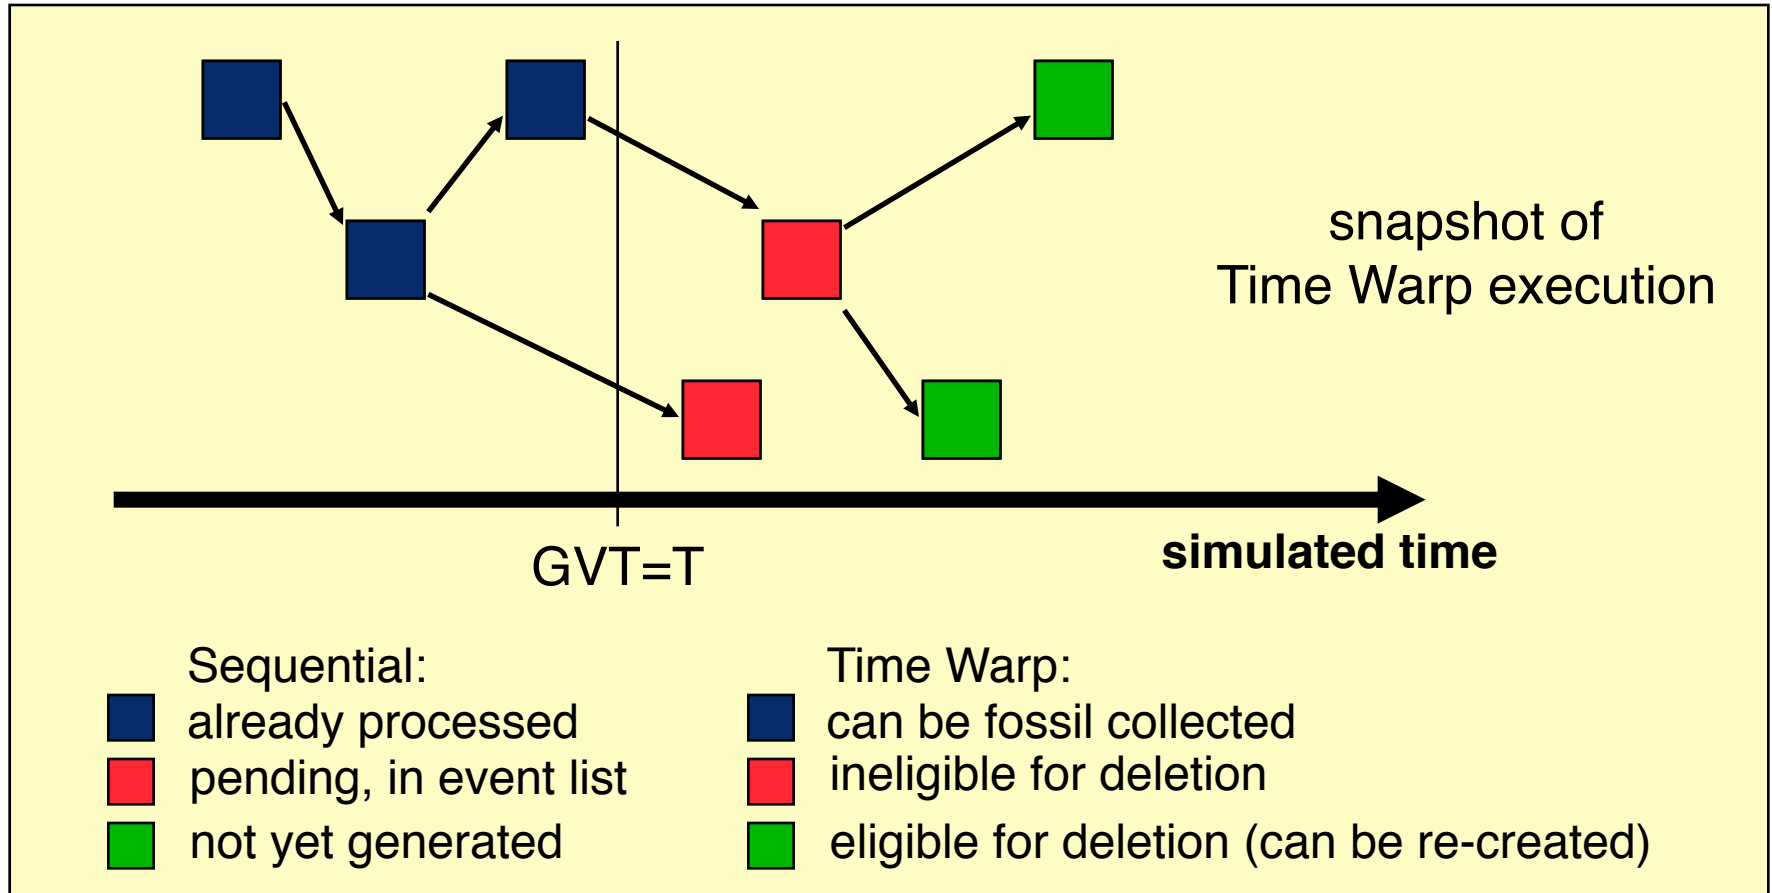 snapshot of
Time Warp execution
simulated time
GVT=T
Sequential:
already processed
pending, in event list
not yet generated
Time Warp:
can be fossil collected
ineligible for deletion
eligible for deletion (can be re-created)